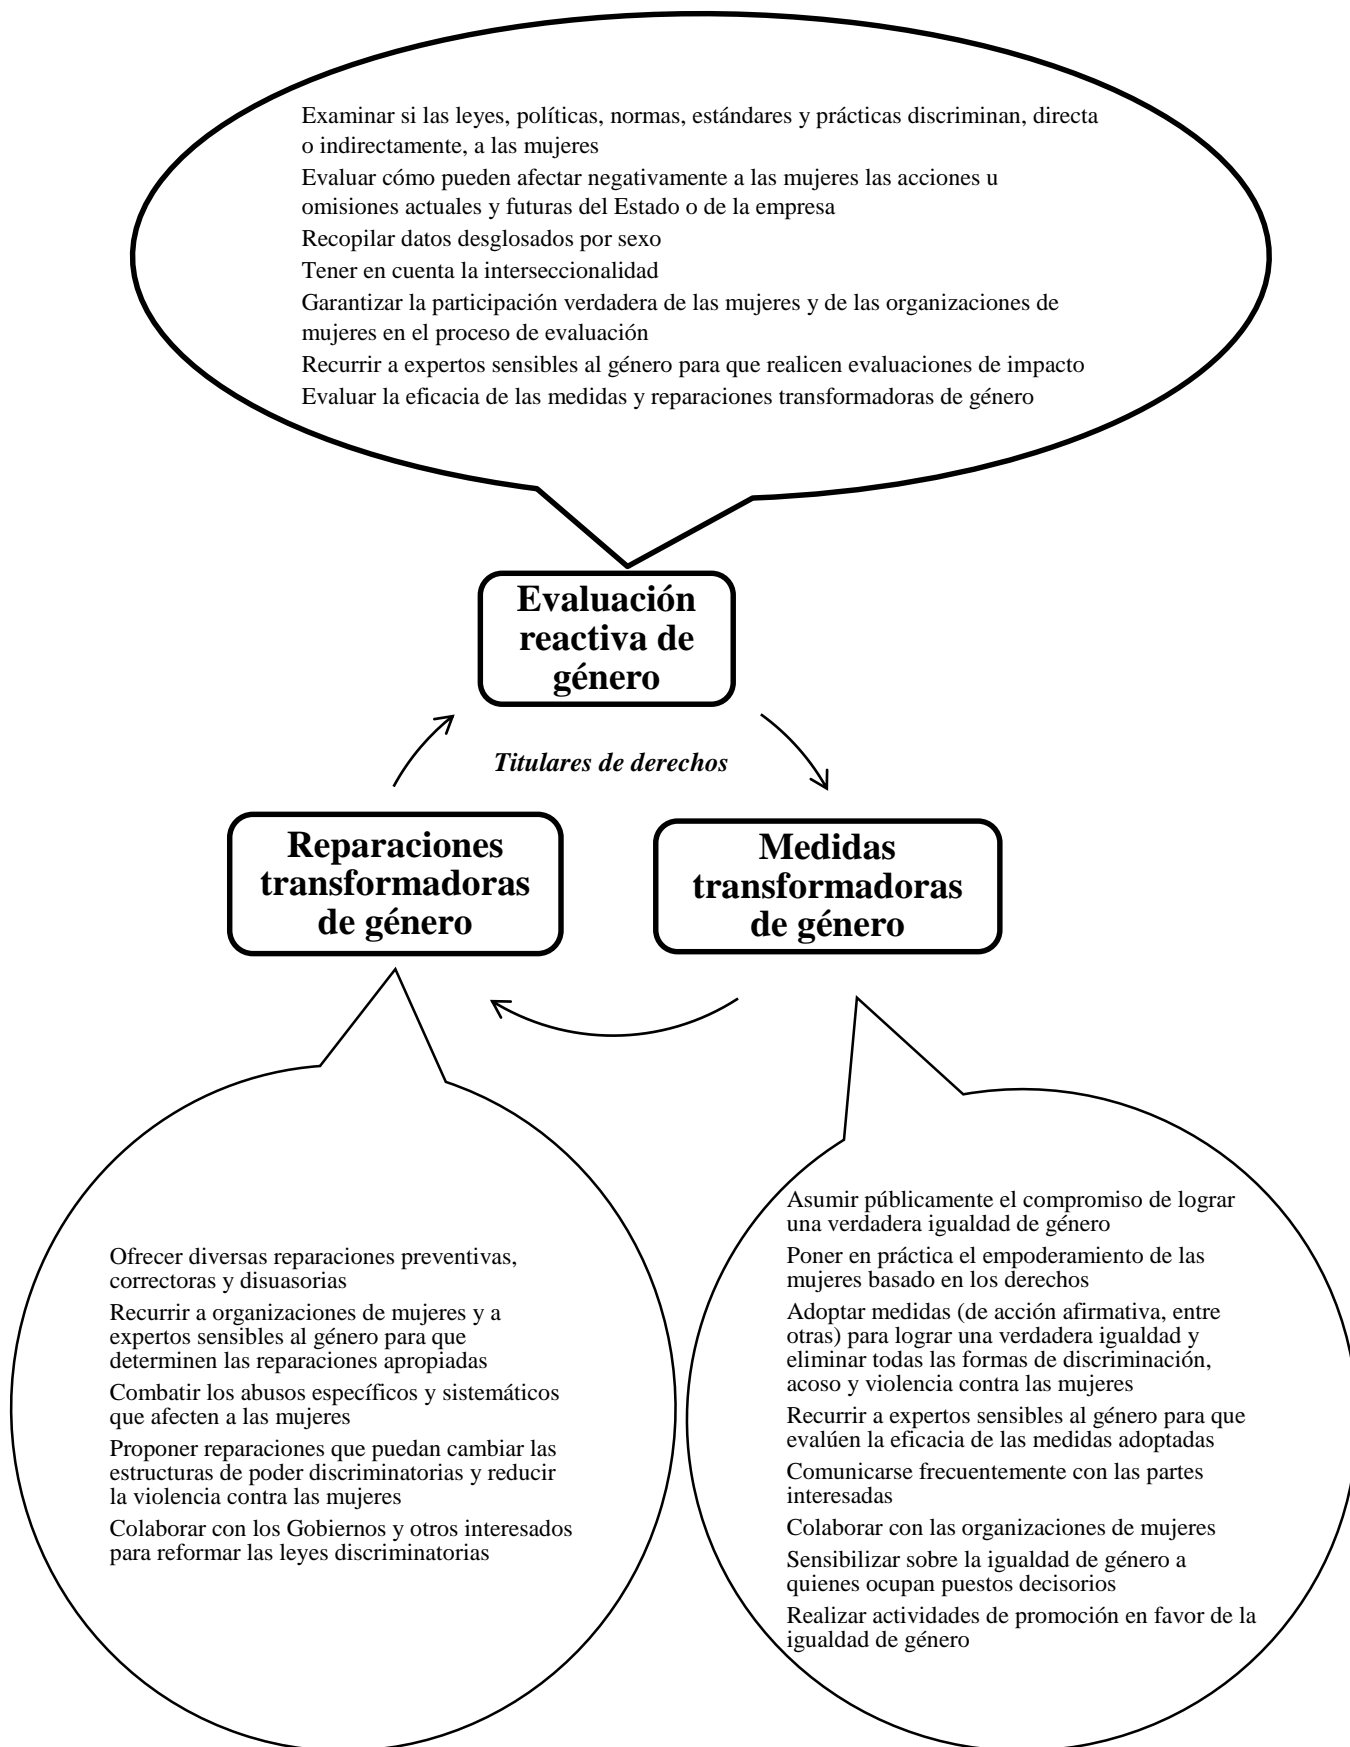 Examinar si las leyes, políticas, normas, estándares y prácticas discriminan, directa
o indirectamente, a las mujeres
Evaluar cómo pueden afectar negativamente a las mujeres las acciones u
omisiones actuales y futuras del Estado o de la empresa
Recopilar datos desglosados por sexo
Tener en cuenta la interseccionalidad
Garantizar la participación verdadera de las mujeres y de las organizaciones de
mujeres en el proceso de evaluación
Recurrir a expertos sensibles al género para que realicen evaluaciones de impacto
Evaluar la eficacia de las medidas y reparaciones transformadoras de género
Evaluación
reactiva de
género
Titulares de derechos
Reparaciones
transformadoras
de género
Medidas
transformadoras
de género
Ofrecer diversas reparaciones preventivas,
correctoras y disuasorias
Recurrir a organizaciones de mujeres y a
expertos sensibles al género para que
determinen las reparaciones apropiadas
Combatir los abusos específicos y sistemáticos
que afecten a las mujeres
Proponer reparaciones que puedan cambiar las
estructuras de poder discriminatorias y reducir
la violencia contra las mujeres
Colaborar con los Gobiernos y otros interesados
para reformar las leyes discriminatorias
Asumir públicamente el compromiso de lograr
una verdadera igualdad de género
Poner en práctica el empoderamiento de las
mujeres basado en los derechos
Adoptar medidas (de acción afirmativa, entre
otras) para lograr una verdadera igualdad y
eliminar todas las formas de discriminación,
acoso y violencia contra las mujeres
Recurrir a expertos sensibles al género para que
evalúen la eficacia de las medidas adoptadas
Comunicarse frecuentemente con las partes
interesadas
Colaborar con las organizaciones de mujeres
Sensibilizar sobre la igualdad de género a
quienes ocupan puestos decisorios
Realizar actividades de promoción en favor de la
igualdad de género